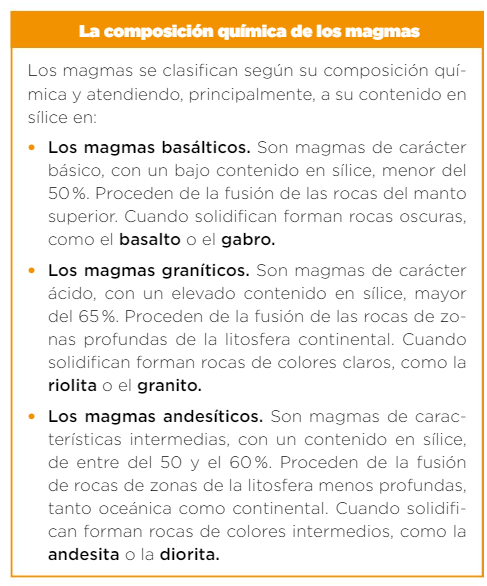 La composición química de los magmas
Los magmas se clasifican según su composición quí-
mica y atendiendo, principalmente, a su contenido en
sílice en:
• Los magmas basálticos. Son magmas de carácter
básico, con un bajo contenido en sílice, menor del
50%. Proceden de la fusión de las rocas del manto
superior. Cuando solidifican forman rocas oscuras,
como el basalto o el gabro.
• Los magmas graníticos. Son magmas de carácter
ácido, con un elevado contenido en sílice, mayor
del 65%. Proceden de la fusión de las rocas de zo-
nas profundas de la litosfera continental. Cuando
solidifican forman rocas de colores claros, como la
riolita o el granito.
• Los magmas andesíticos. Son magmas de carac-
terísticas intermedias, con un contenido en sílice,
de entre del 50 y el 60%. Proceden de la fusión
de rocas de zonas de la litosfera menos profundas,
tanto oceánica como continental. Cuando solidifi-
can forman rocas de colores intermedios, como la
andesita o la diorita.